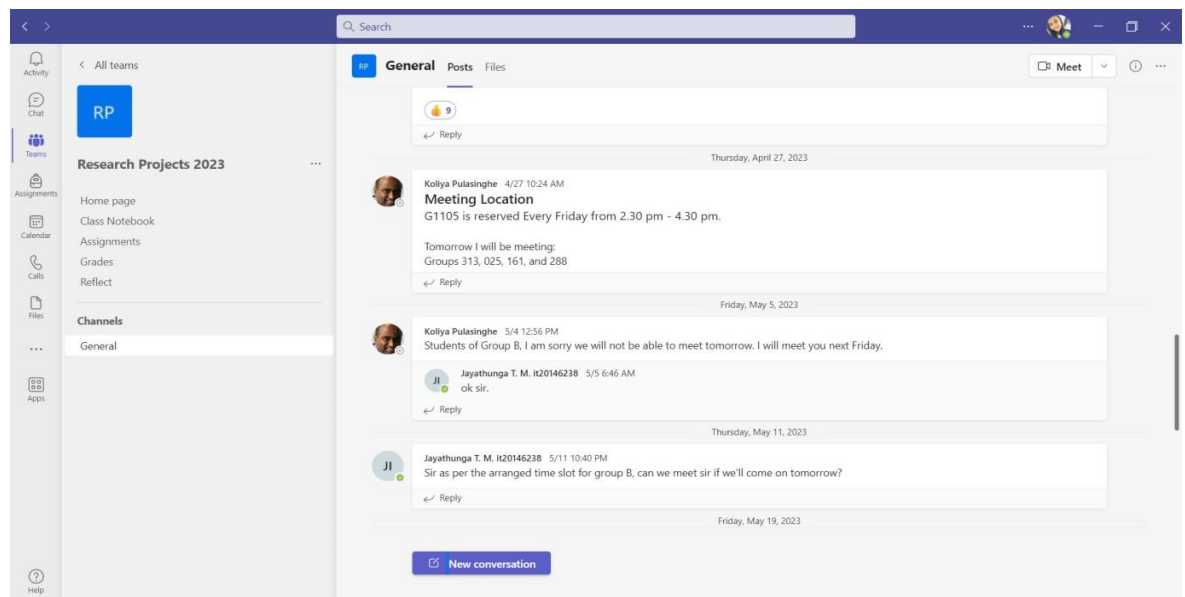 Search
Activity
Chat
Teams
Assignments
Calendar
Calls
Files
Apps
Help
All teams
RP
Research Projects 2023
Home page
Class Notebook
Assignments
Grades
Reflect
Channels
General
RP General Posts Files
Meet
9
Reply
Thursday, April 27, 2023
Koliya Pulasinghe 4/27 10:24 AM
Meeting Location
G1105 is reserved Every Friday from 2.30 pm - 4.30 pm.
Tomorrow I will be meeting:
Groups 313, 025, 161, and 288
Reply
Friday, May 5, 2023
Koliya Pulasinghe 5/4 12:56 PM
Students of Group B, I am sorry we will not be able to meet tomorrow. I will meet you next Friday.
JI
Jayathunga T. M. it20146238 5/5 6:46 AM
ok sir.
Reply
Thursday, May 11, 2023
JI
Jayathunga T. M. it20146238 5/11 10:40 PM
Sir as per the arranged time slot for group B, can we meet sir if we'll come on tomorrow?
Reply
Friday, May 19, 2023
New conversation